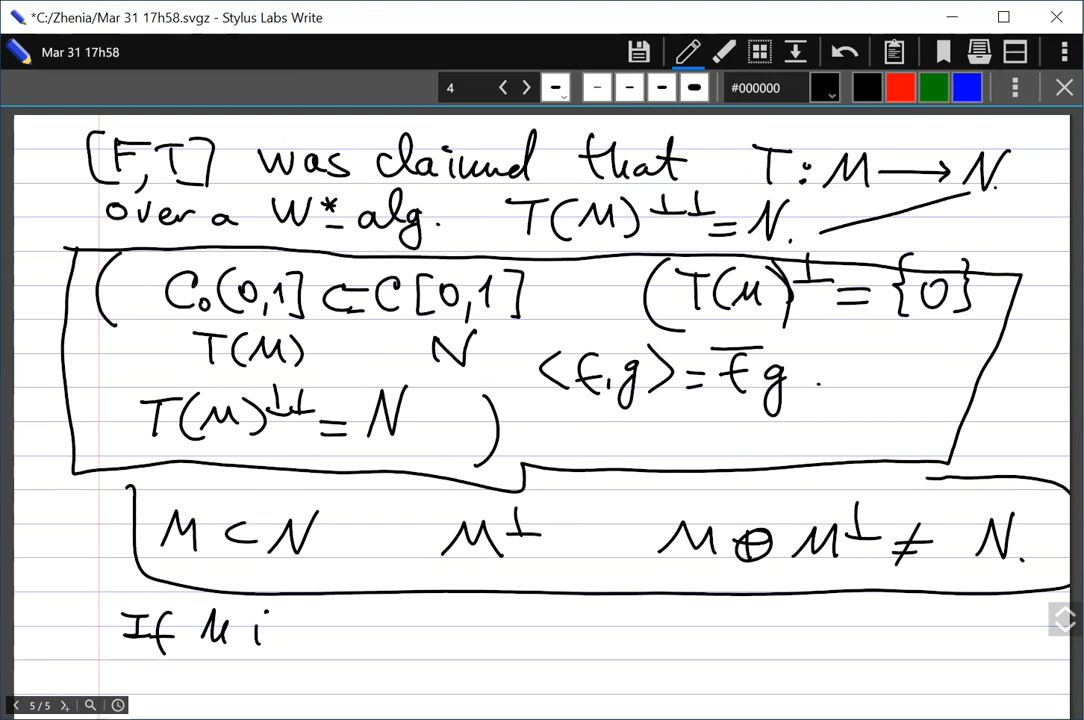 *C:/Zhenia/Mar 31 17h58.svgz - Stylus Labs Write
Mar 31 17h58
4 #000000
[F,T] was claimed that T: M ⟶ N.
over a W*-alg. T(M)^⊥⊥ = N.
( C₀(0,1] ⊂ C[0,1] (T(M)^⊥ = {0}
T(M) N <f,g> = f̅g.
T(M)^⊥⊥ = N )
M ⊂ N M^⊥ M ⊕ M^⊥ ≠ N.
If M i
5/5